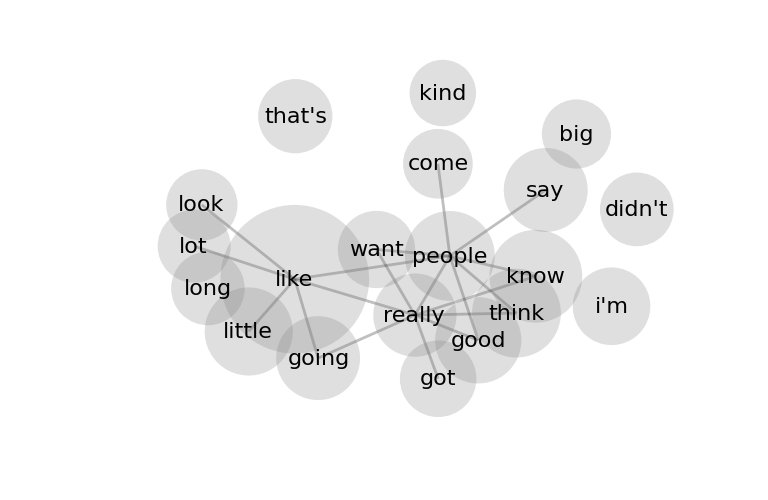 kind
that's
big
come
say
look
didn't
lot
want
people
know
like
long
i'm
think
really
little
good
going
got